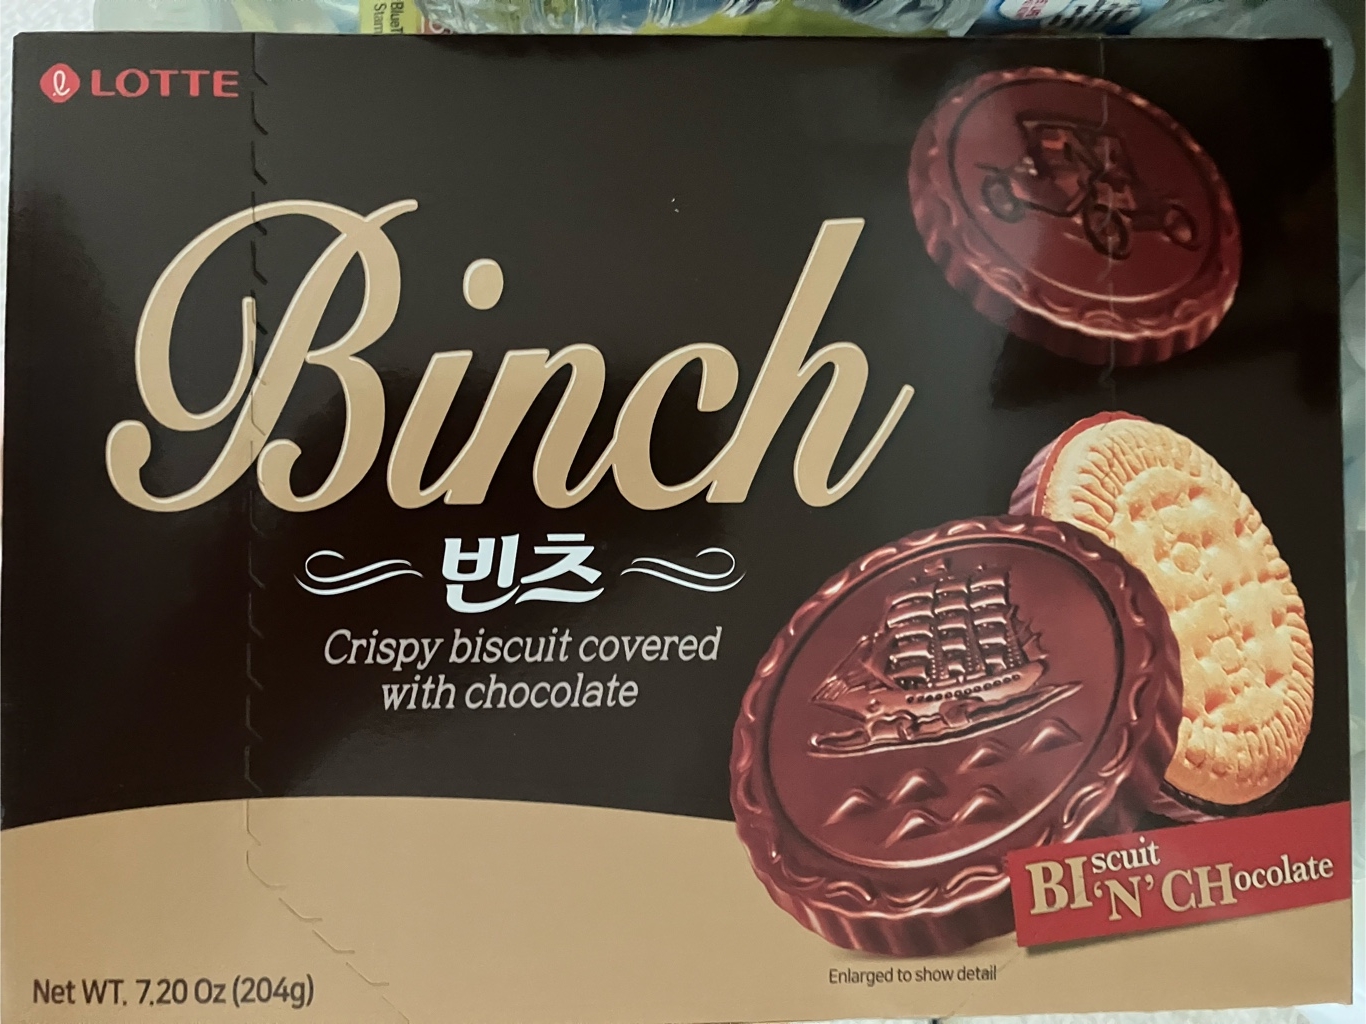 LOTTE
Binch
빈츠
Crispy biscuit covered
with chocolate
BIscuit
'N' CHocolate
Enlarged to show detail
Net WT. 7.20 Oz (204g)